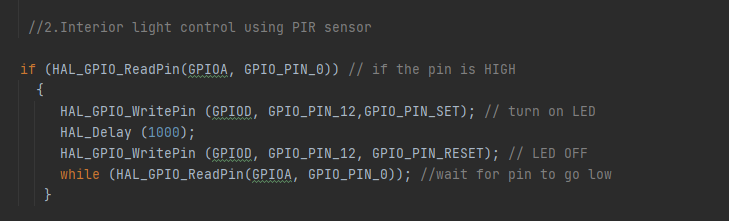 //2.Interior light control using PIR sensor
if (HAL_GPIO_ReadPin(GPIOA, GPIO_PIN_0)) // if the pin is HIGH
{
HAL_GPIO_WritePin (GPIOD, GPIO_PIN_12,GPIO_PIN_SET); // turn on LED
HAL_Delay (1000);
HAL_GPIO_WritePin (GPIOD, GPIO_PIN_12, GPIO_PIN_RESET); // LED OFF
while (HAL_GPIO_ReadPin(GPIOA, GPIO_PIN_0)); //wait for pin to go low
}